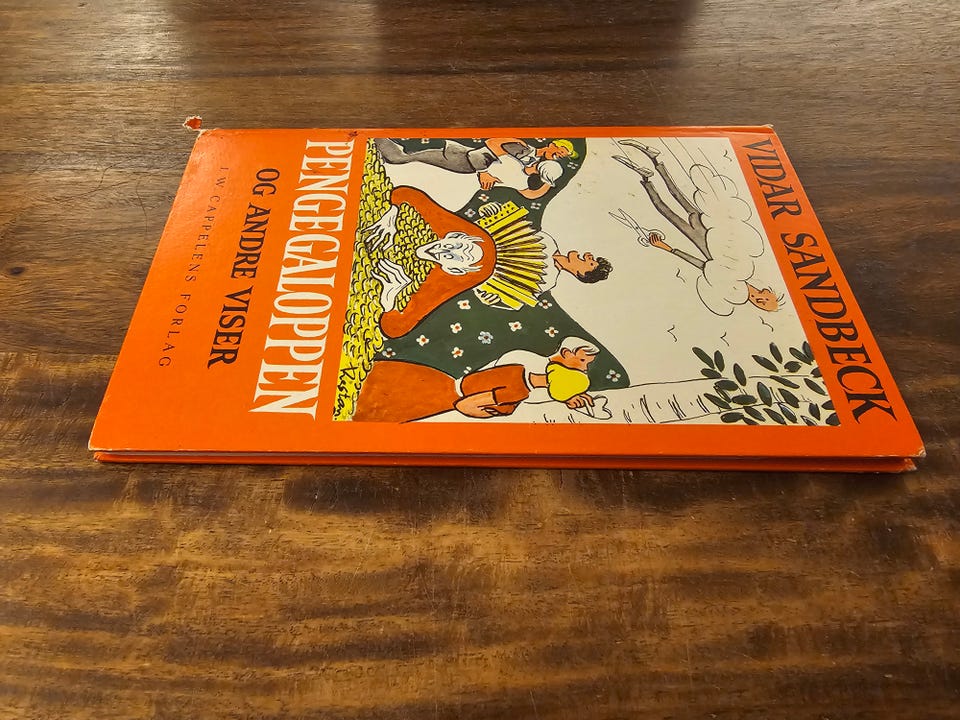 VIDAR SANDBECK
PENGEGALOPPEN
OG ANDRE VISER
J W CAPPELENS FORLAG